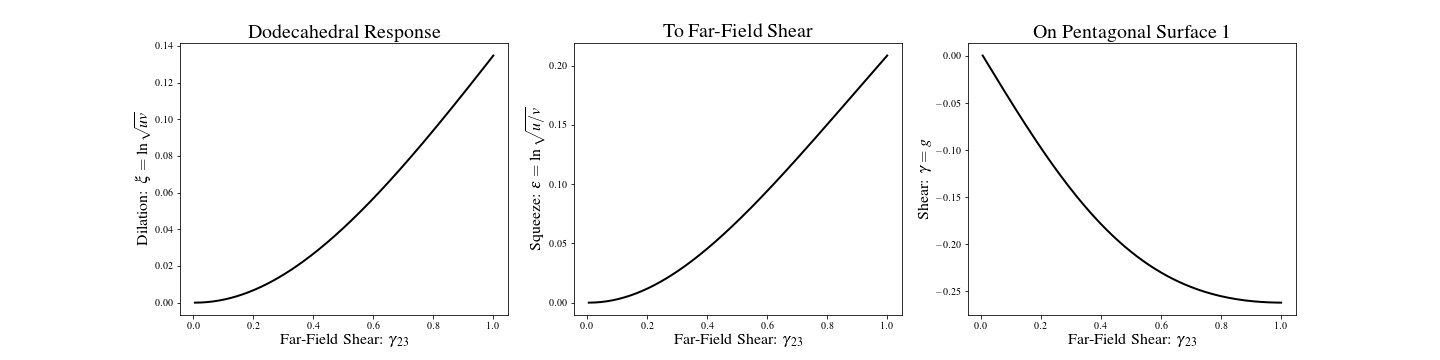 Dodecahedral Response
To Far-Field Shear
On Pentagonal Surface 1
Dilation: ξ = ln √uv
0.14
0.12
0.10
0.08
0.06
0.04
0.02
0.00
0.0 0.2 0.4 0.6 0.8 1.0
Far-Field Shear: γ₂₃
Squeeze: ε = ln √u/v
0.20
0.15
0.10
0.05
0.00
0.0 0.2 0.4 0.6 0.8 1.0
Far-Field Shear: γ₂₃
Shear: γ = g
0.00
−0.05
−0.10
−0.15
−0.20
−0.25
0.0 0.2 0.4 0.6 0.8 1.0
Far-Field Shear: γ₂₃